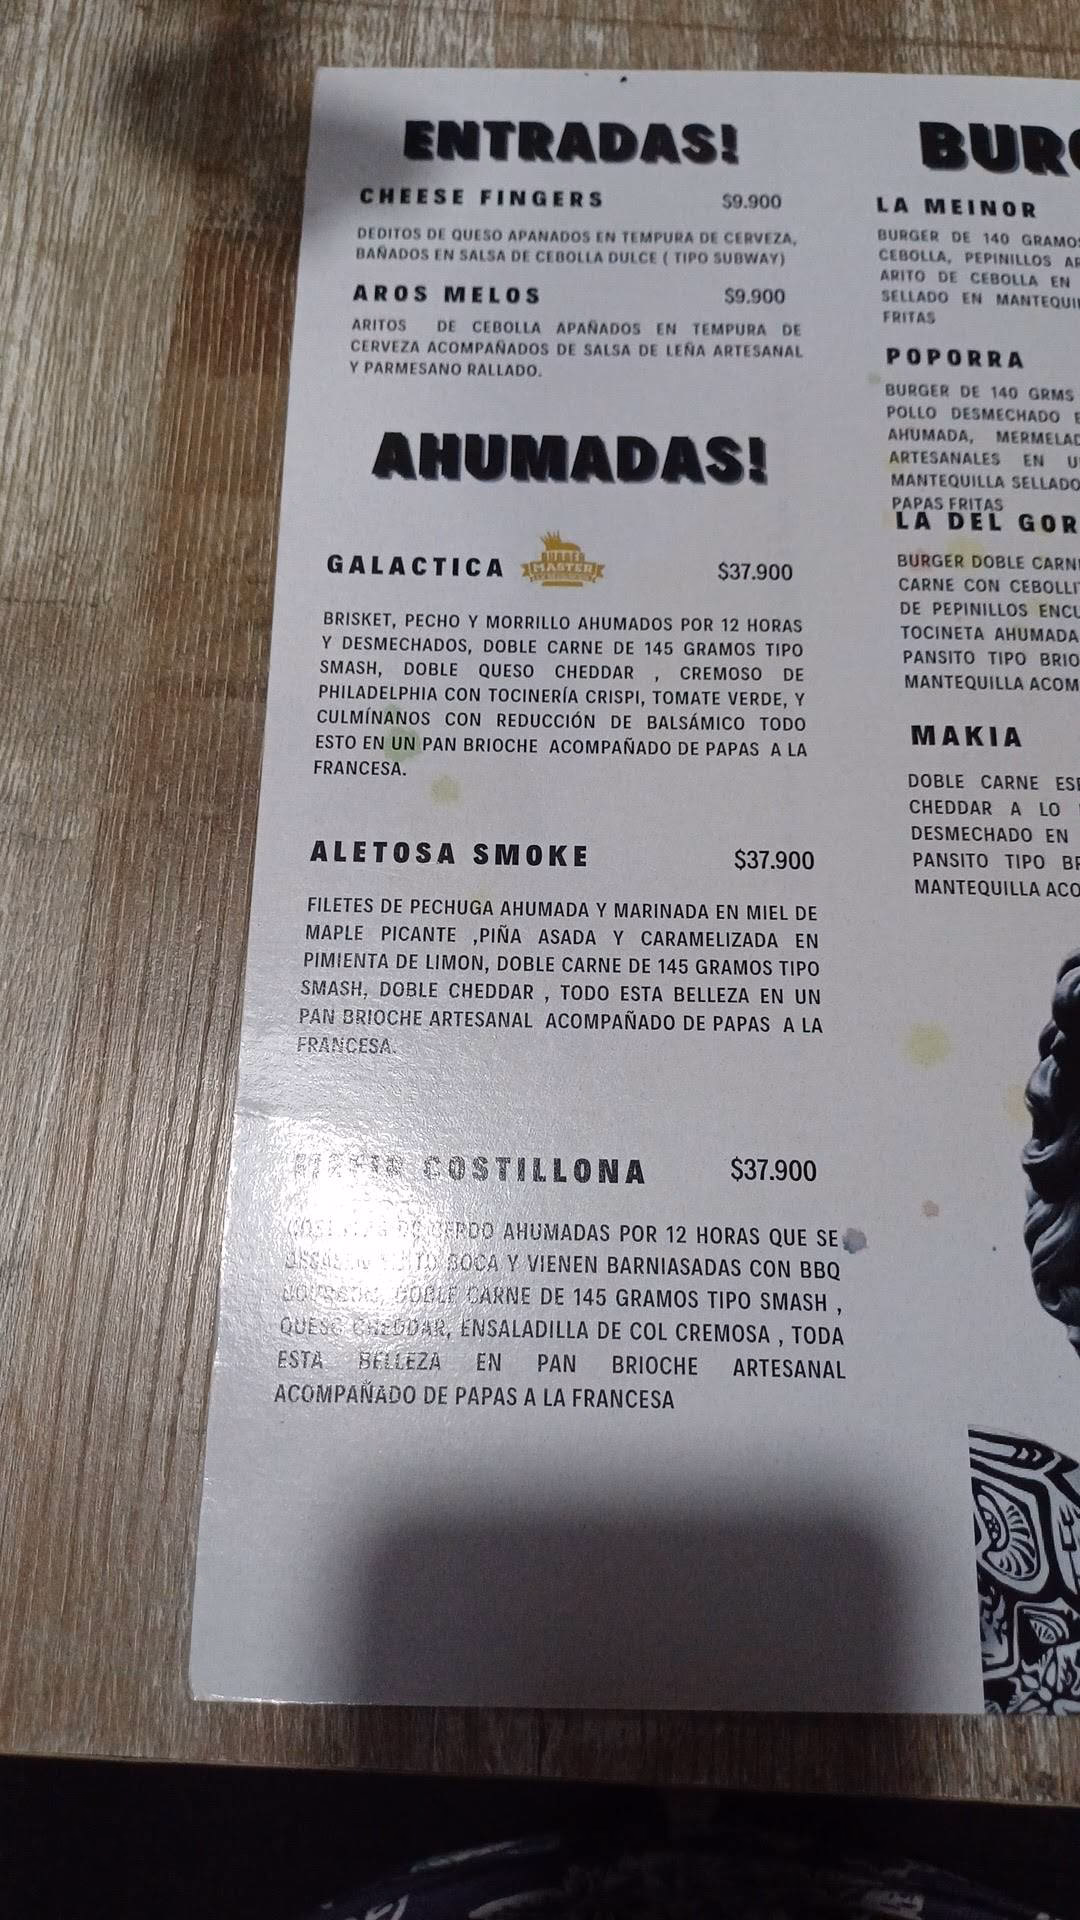 ENTRADAS!
CHEESE FINGERS $9.900
DEDITOS DE QUESO APANADOS EN TEMPURA DE CERVEZA,
BAÑADOS EN SALSA DE CEBOLLA DULCE ( TIPO SUBWAY)
AROS MELOS $9.900
ARITOS DE CEBOLLA APAÑADOS EN TEMPURA DE
CERVEZA ACOMPAÑADOS DE SALSA DE LEÑA ARTESANAL
Y PARMESANO RALLADO.
AHUMADAS!
GALACTICA BURGER MASTER $37.900
BRISKET, PECHO Y MORRILLO AHUMADOS POR 12 HORAS
Y DESMECHADOS, DOBLE CARNE DE 145 GRAMOS TIPO
SMASH, DOBLE QUESO CHEDDAR , CREMOSO DE
PHILADELPHIA CON TOCINERÍA CRISPI, TOMATE VERDE, Y
CULMÍNANOS CON REDUCCIÓN DE BALSÁMICO TODO
ESTO EN UN PAN BRIOCHE ACOMPAÑADO DE PAPAS A LA
FRANCESA.
ALETOSA SMOKE $37.900
FILETES DE PECHUGA AHUMADA Y MARINADA EN MIEL DE
MAPLE PICANTE ,PIÑA ASADA Y CARAMELIZADA EN
PIMIENTA DE LIMON, DOBLE CARNE DE 145 GRAMOS TIPO
SMASH, DOBLE CHEDDAR , TODO ESTA BELLEZA EN UN
PAN BRIOCHE ARTESANAL ACOMPAÑADO DE PAPAS A LA
FRANCESA.
COSTILLONA $37.900
DE CERDO AHUMADAS POR 12 HORAS QUE SE
TU BOCA Y VIENEN BARNIASADAS CON BBQ
DOBLE CARNE DE 145 GRAMOS TIPO SMASH ,
QUESO CHEDDAR, ENSALADILLA DE COL CREMOSA , TODA
ESTA BELLEZA EN PAN BRIOCHE ARTESANAL
ACOMPAÑADO DE PAPAS A LA FRANCESA
BUR
LA MEINOR
BURGER DE 140 GRAMOS
CEBOLLA, PEPINILLOS AR
ARITO DE CEBOLLA EN
SELLADO EN MANTEQUI
FRITAS
POPORRA
BURGER DE 140 GRMS
POLLO DESMECHADO E
AHUMADA, MERMELAD
ARTESANALES EN U
MANTEQUILLA SELLADO
PAPAS FRITAS
LA DEL GOR
BURGER DOBLE CARN
CARNE CON CEBOLLI
DE PEPINILLOS ENCU
TOCINETA AHUMADA
PANSITO TIPO BRIO
MANTEQUILLA ACOM
MAKIA
DOBLE CARNE ESP
CHEDDAR A LO
DESMECHADO EN
PANSITO TIPO BR
MANTEQUILLA ACO